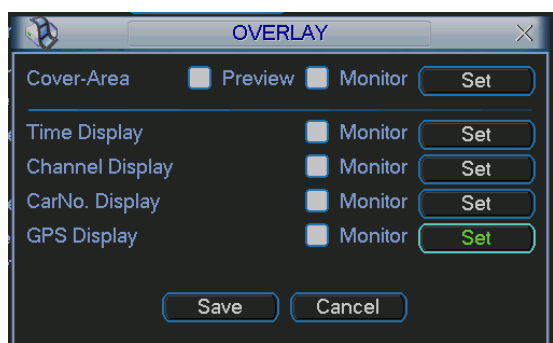 OVERLAY
Cover-Area Preview Monitor Set
Time Display Monitor Set
Channel Display Monitor Set
CarNo. Display Monitor Set
GPS Display Monitor Set
Save Cancel